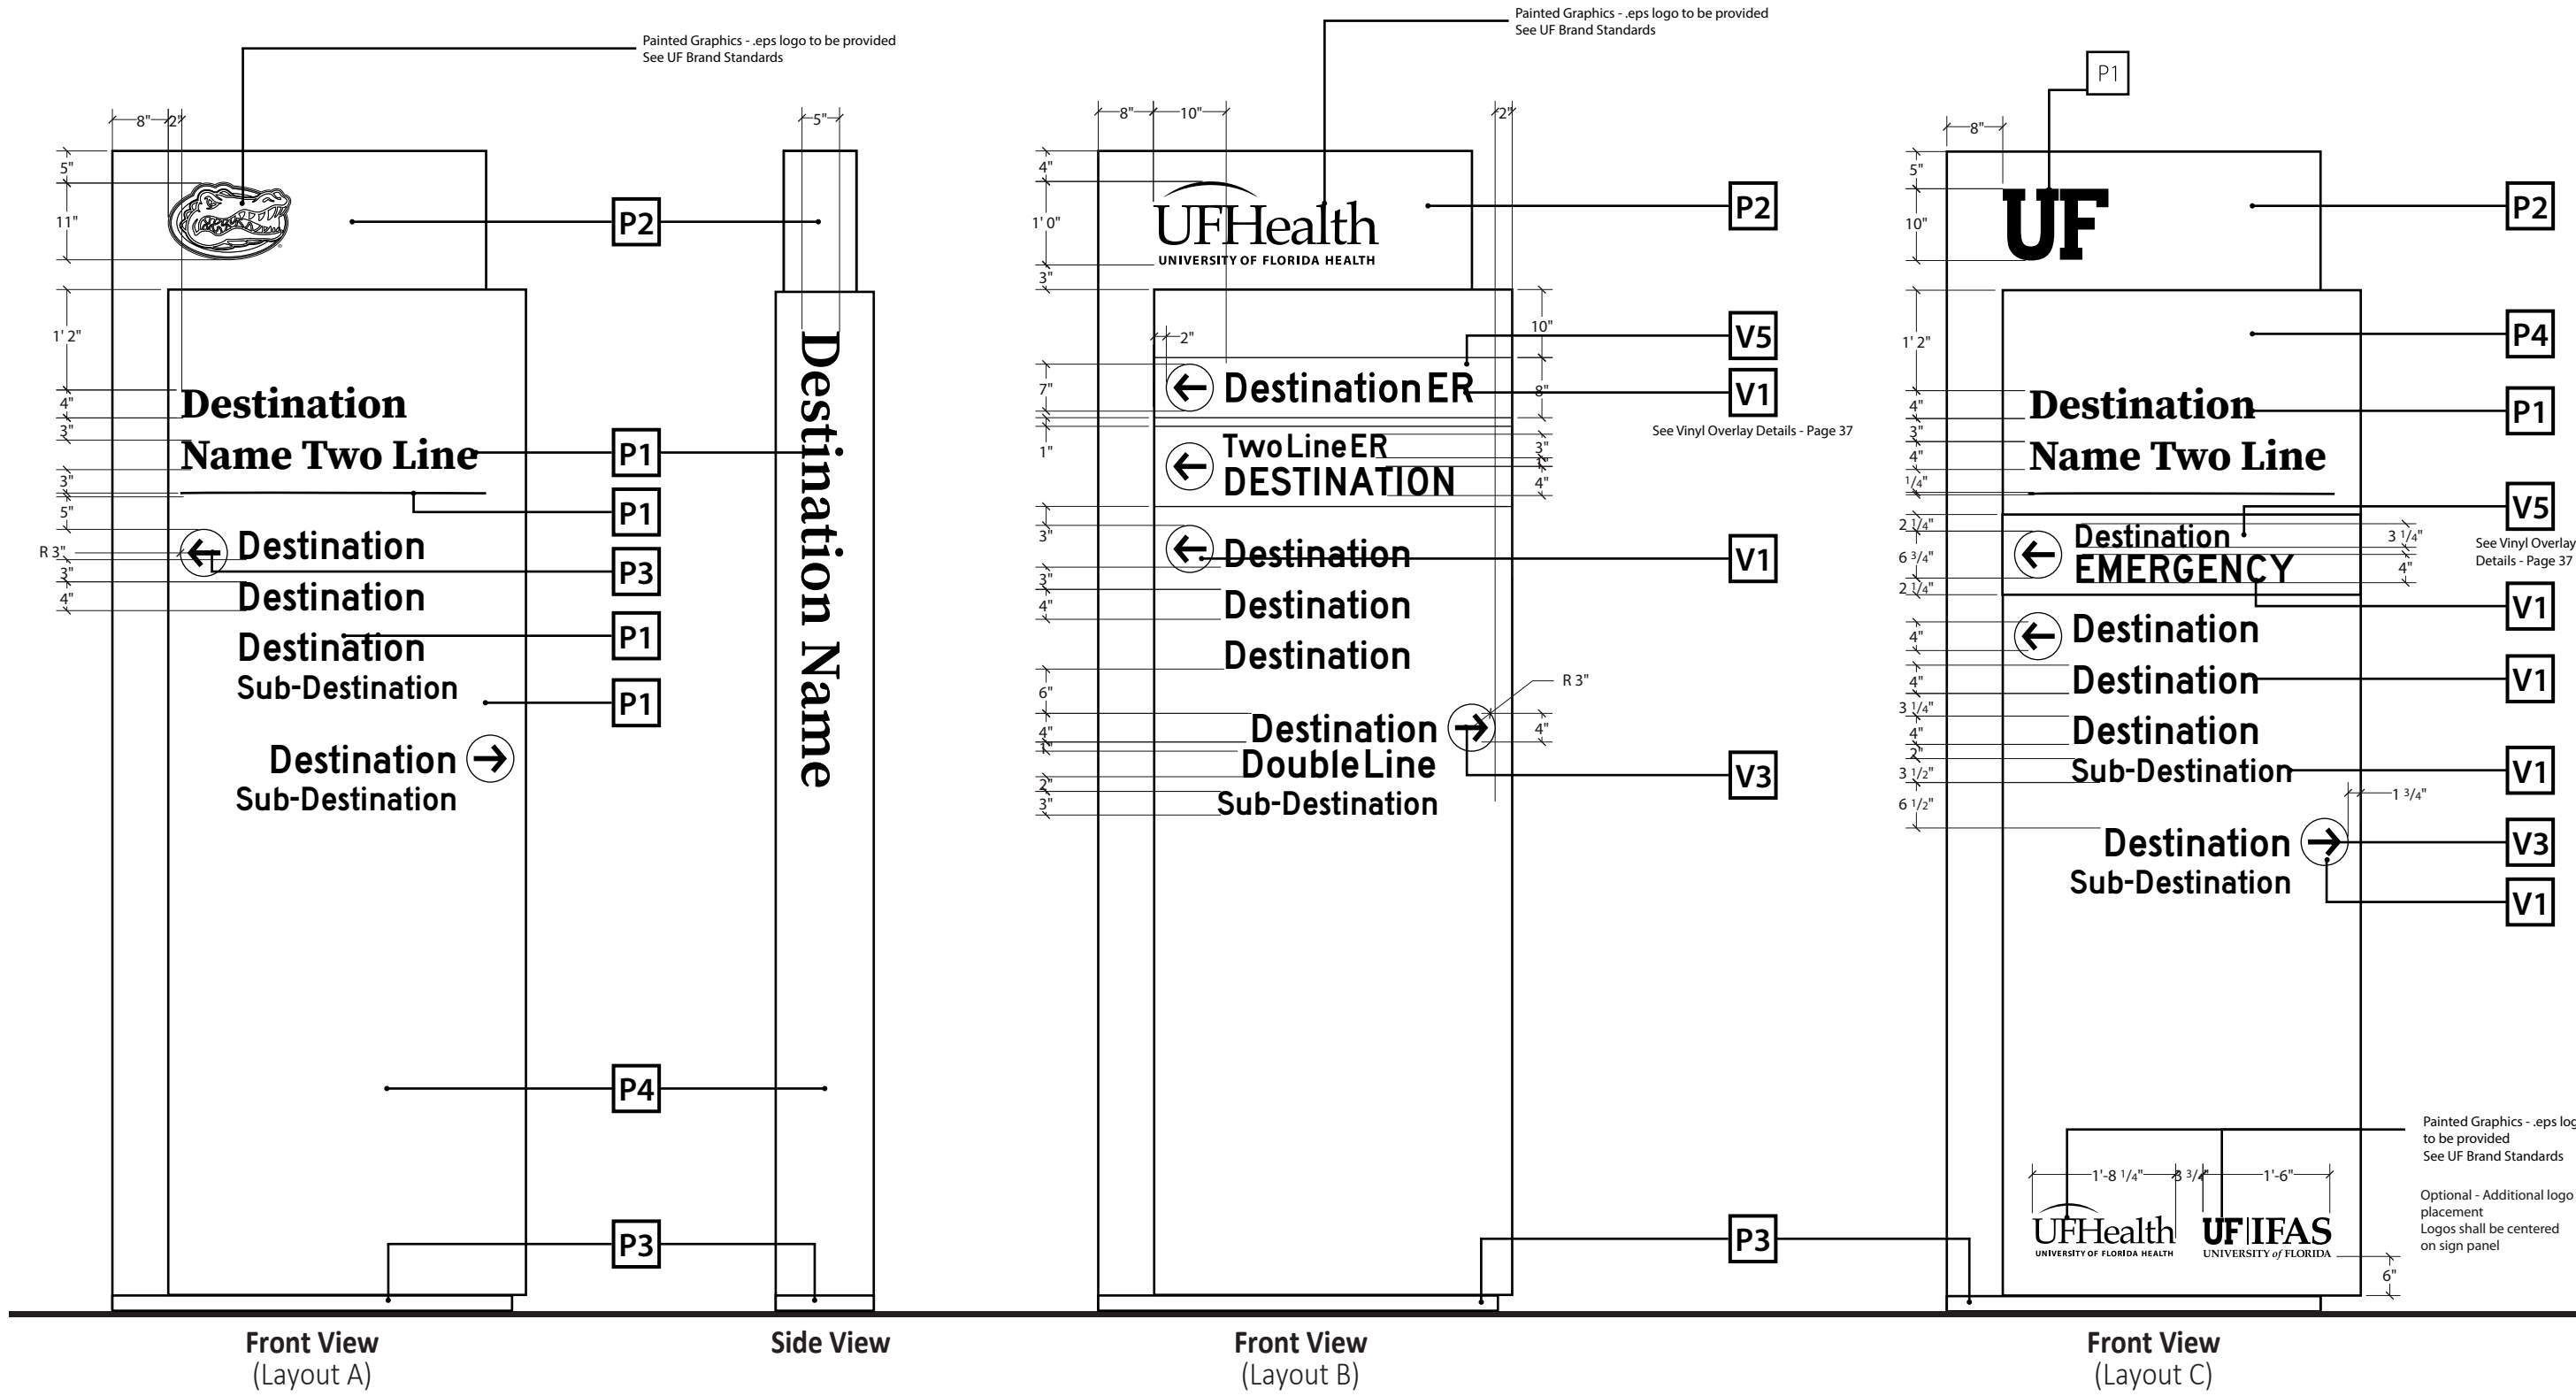 Painted Graphics - .eps logo to be provided
See UF Brand Standards
8"
2"
5"
11"
1' 2"
4"
3"
3"
5"
R 3"
3"
4"
Destination
Name Two Line
Destination
Destination
Destination
Sub-Destination
Destination
Sub-Destination
P2
P1
P1
P3
P1
P1
P4
P3
5"
Destination Name
Front View
(Layout A)
Side View
Painted Graphics - .eps logo to be provided
See UF Brand Standards
8"
10"
2"
4"
1' 0"
3"
UFHealth
UNIVERSITY OF FLORIDA HEALTH
2"
10"
7"
8"
1"
3"
1"
4"
3"
3"
4"
6"
4"
1"
2"
3"
R 3"
4"
Destination ER
Two Line ER
DESTINATION
Destination
Destination
Destination
Destination
Double Line
Sub-Destination
P2
V5
V1
See Vinyl Overlay Details - Page 37
V1
V3
P3
Front View
(Layout B)
P1
8"
5"
10"
UF
1' 2"
4"
3"
4"
1/4"
2 1/4"
6 3/4"
2 1/4"
4"
4"
3 1/4"
4"
2"
3 1/2"
6 1/2"
Destination
Name Two Line
Destination
EMERGENCY
3 1/4"
4"
Destination
Destination
Destination
Sub-Destination
1 3/4"
Destination
Sub-Destination
P2
P4
P1
V5
See Vinyl Overlay
Details - Page 37
V1
V1
V1
V3
V1
Painted Graphics - .eps log
to be provided
See UF Brand Standards
Optional - Additional logo
placement
Logos shall be centered
on sign panel
1'-8 1/4"
3 3/4"
1'-6"
UFHealth
UNIVERSITY OF FLORIDA HEALTH
UF IFAS
UNIVERSITY of FLORIDA
6"
Front View
(Layout C)